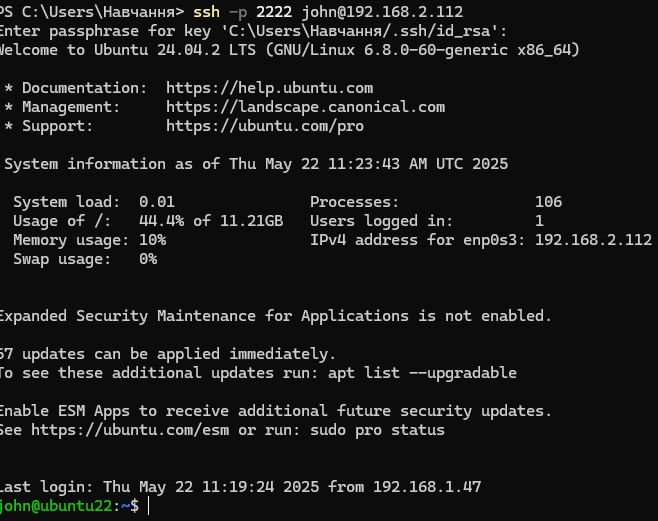 PS C:\Users\Навчання> ssh -p 2222 john@192.168.2.112
Enter passphrase for key 'C:\Users\Навчання/.ssh/id_rsa':
Welcome to Ubuntu 24.04.2 LTS (GNU/Linux 6.8.0-60-generic x86_64)
* Documentation: https://help.ubuntu.com
* Management: https://landscape.canonical.com
* Support: https://ubuntu.com/pro
System information as of Thu May 22 11:23:43 AM UTC 2025
System load: 0.01 Processes: 106
Usage of /: 44.4% of 11.21GB Users logged in: 1
Memory usage: 10% IPv4 address for enp0s3: 192.168.2.112
Swap usage: 0%
Expanded Security Maintenance for Applications is not enabled.
67 updates can be applied immediately.
To see these additional updates run: apt list --upgradable
Enable ESM Apps to receive additional future security updates.
See https://ubuntu.com/esm or run: sudo pro status
Last login: Thu May 22 11:19:24 2025 from 192.168.1.47
john@ubuntu22:~$